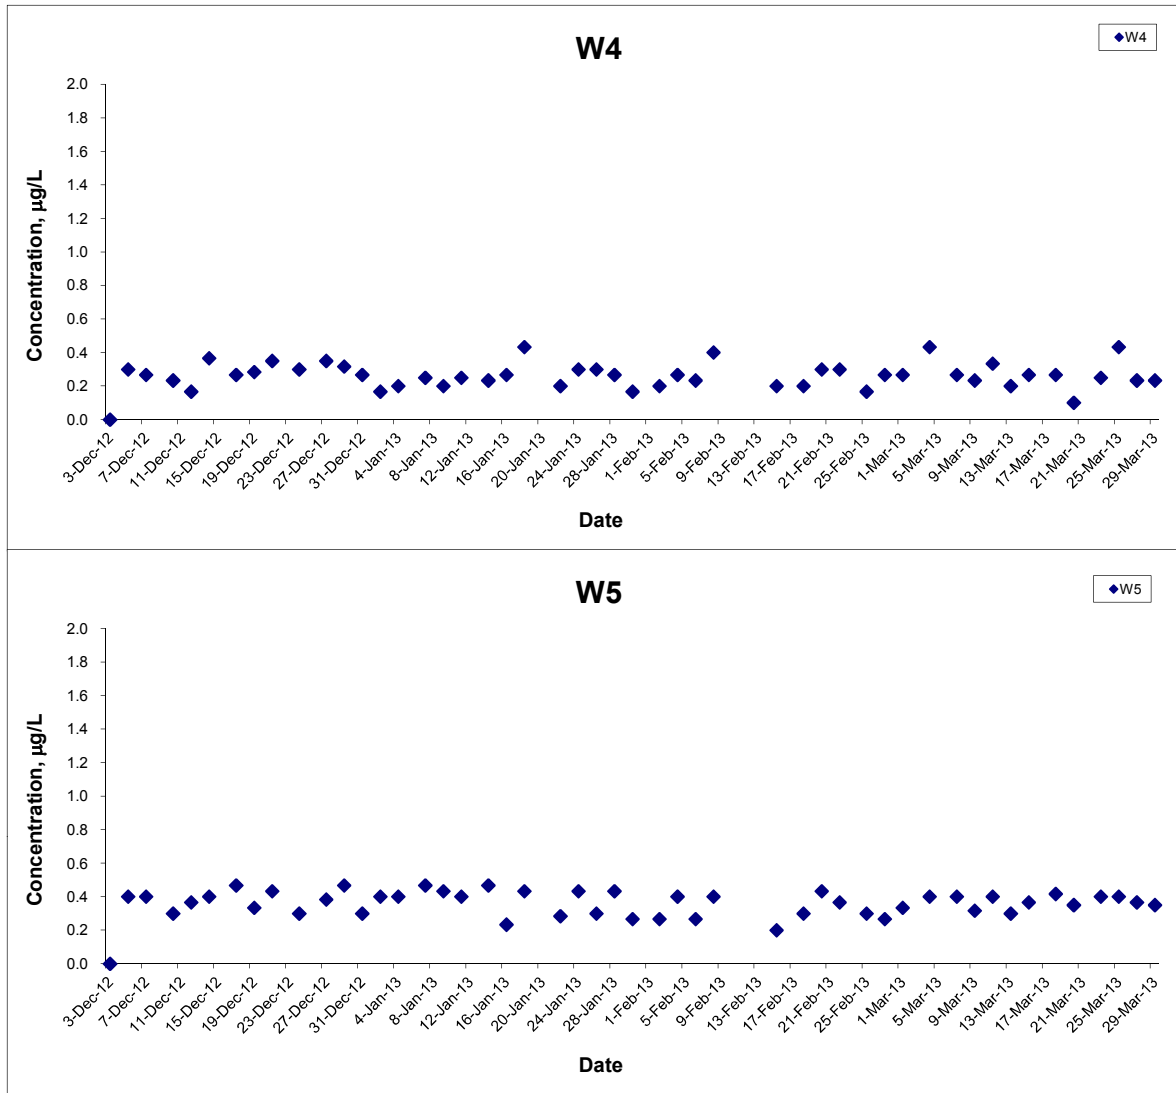 W4
W4
2.0
1.8
1.6
1.4
1.2
1.0
0.8
0.6
0.4
0.2
0.0
Concentration, µg/L
3-Dec-12
7-Dec-12
11-Dec-12
15-Dec-12
19-Dec-12
23-Dec-12
27-Dec-12
31-Dec-12
4-Jan-13
8-Jan-13
12-Jan-13
16-Jan-13
20-Jan-13
24-Jan-13
28-Jan-13
1-Feb-13
5-Feb-13
9-Feb-13
13-Feb-13
17-Feb-13
21-Feb-13
25-Feb-13
1-Mar-13
5-Mar-13
9-Mar-13
13-Mar-13
17-Mar-13
21-Mar-13
25-Mar-13
29-Mar-13
Date
W5
W5
2.0
1.8
1.6
1.4
1.2
1.0
0.8
0.6
0.4
0.2
0.0
Concentration, µg/L
3-Dec-12
7-Dec-12
11-Dec-12
15-Dec-12
19-Dec-12
23-Dec-12
27-Dec-12
31-Dec-12
4-Jan-13
8-Jan-13
12-Jan-13
16-Jan-13
20-Jan-13
24-Jan-13
28-Jan-13
1-Feb-13
5-Feb-13
9-Feb-13
13-Feb-13
17-Feb-13
21-Feb-13
25-Feb-13
1-Mar-13
5-Mar-13
9-Mar-13
13-Mar-13
17-Mar-13
21-Mar-13
25-Mar-13
29-Mar-13
Date